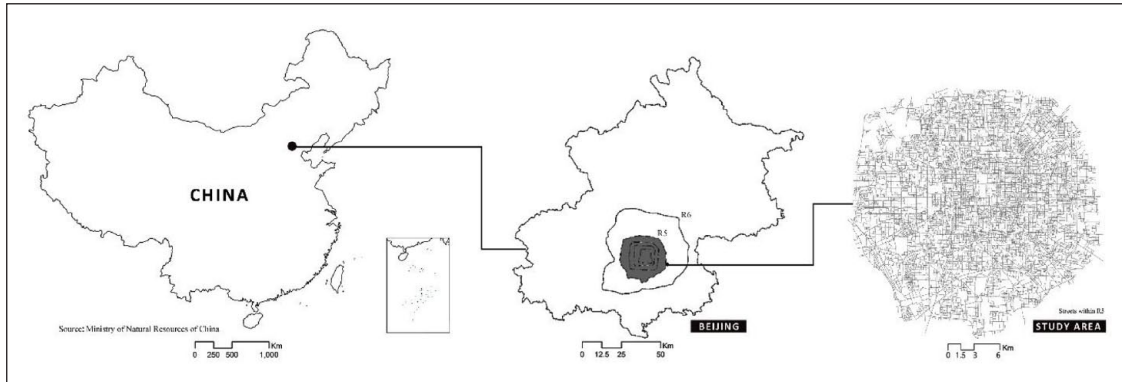 CHINA
Source: Ministry of Natural Resources of China
Km
0 250 500 1,000
R6
R5
BEIJING
Km
0 12.5 25 50
Streets within R5
STUDY AREA
Km
0 1.5 3 6